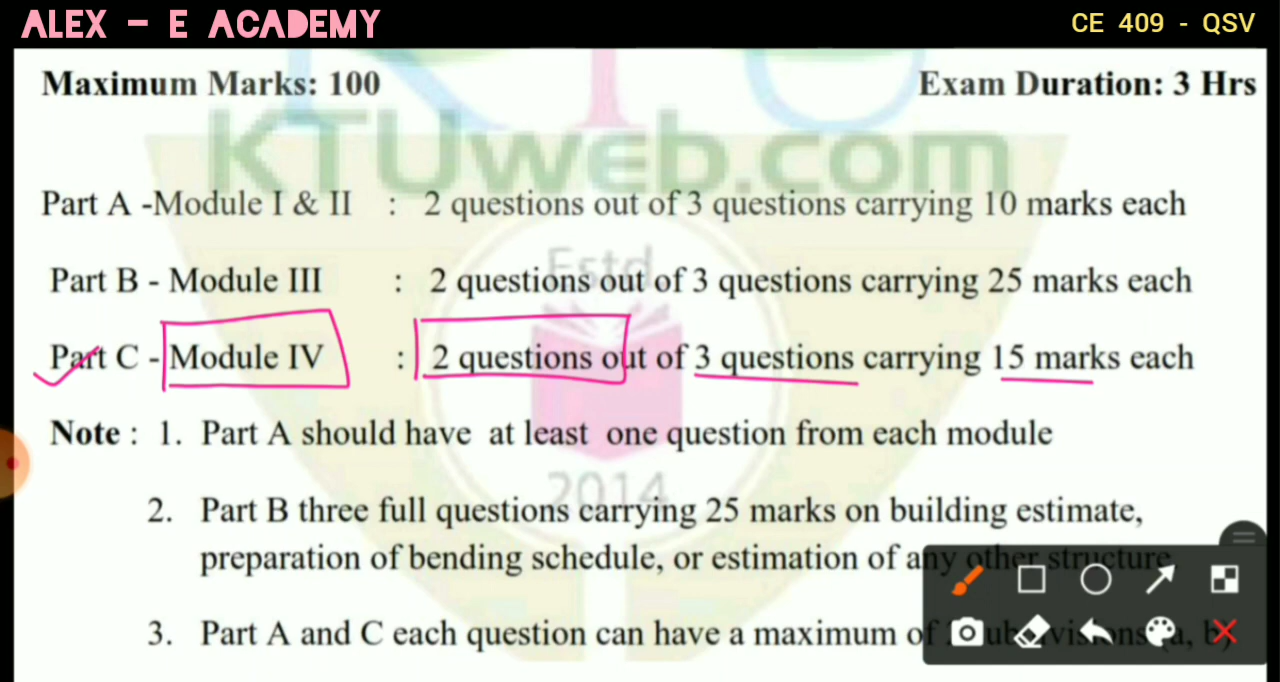 ALEX - E ACADEMY
CE 409 - QSV
Maximum Marks: 100
Exam Duration: 3 Hrs
KTUweb.com
Part A -Module I & II : 2 questions out of 3 questions carrying 10 marks each
Estd
Part B - Module III : 2 questions out of 3 questions carrying 25 marks each
Part C - Module IV : 2 questions out of 3 questions carrying 15 marks each
Note : 1. Part A should have at least one question from each module
2014
2. Part B three full questions carrying 25 marks on building estimate,
preparation of bending schedule, or estimation of any other structure
3. Part A and C each question can have a maximum of subdivisions (a, b)